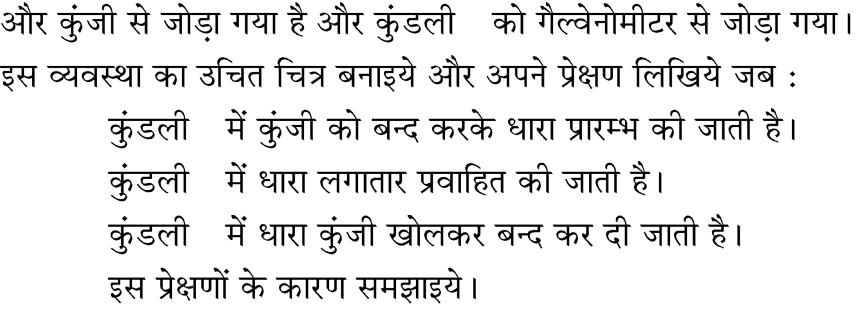 और कुंजी से जोड़ा गया है और कुंडली को गैल्वेनोमीटर से जोड़ा गया।
इस व्यवस्था का उचित चित्र बनाइये और अपने प्रेक्षण लिखिये जब :
कुंडली में कुंजी को बन्द करके धारा प्रारम्भ की जाती है।
कुंडली में धारा लगातार प्रवाहित की जाती है।
कुंडली में धारा कुंजी खोलकर बन्द कर दी जाती है।
इस प्रेक्षणों के कारण समझाइये।